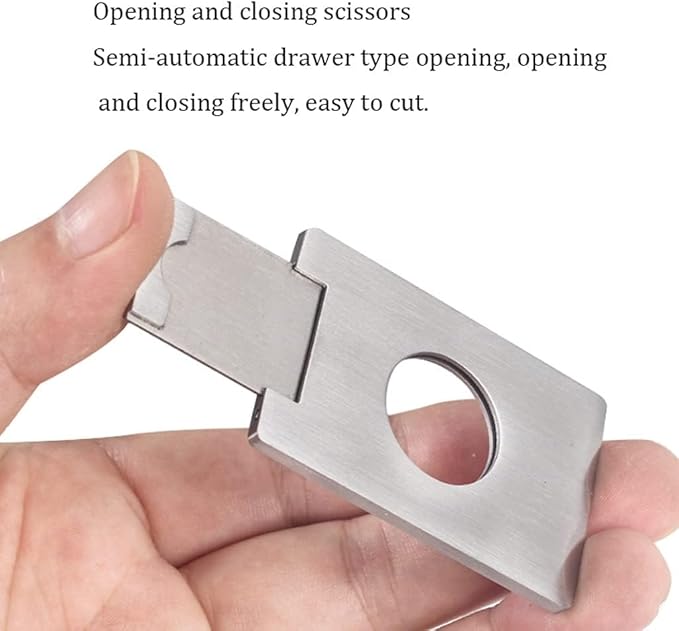 Opening and closing scissors
Semi-automatic drawer type opening, opening
and closing freely, easy to cut.